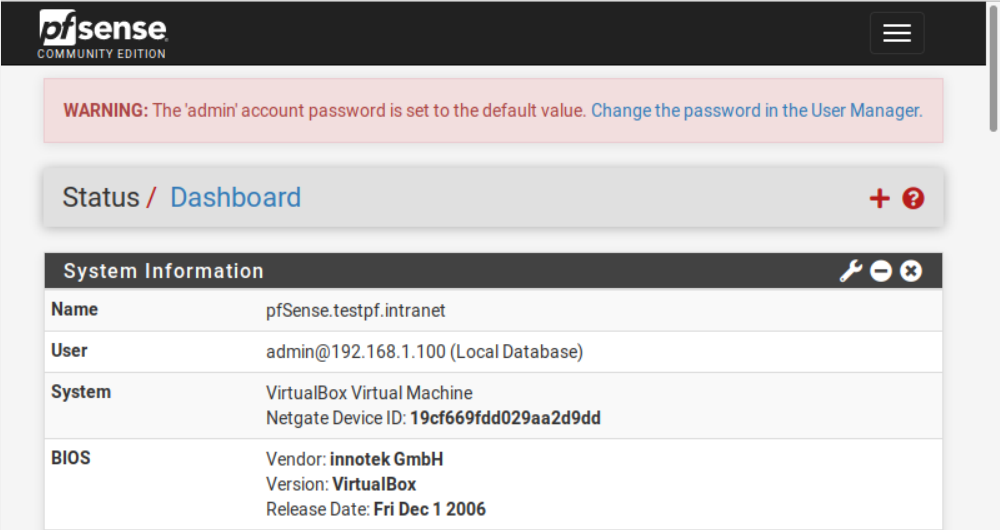 pfsense
COMMUNITY EDITION
WARNING: The 'admin' account password is set to the default value. Change the password in the User Manager.
Status / Dashboard
System Information
Name pfSense.testpf.intranet
User admin@192.168.1.100 (Local Database)
System VirtualBox Virtual Machine
Netgate Device ID: 19cf669fdd029aa2d9dd
BIOS Vendor: innotek GmbH
Version: VirtualBox
Release Date: Fri Dec 1 2006